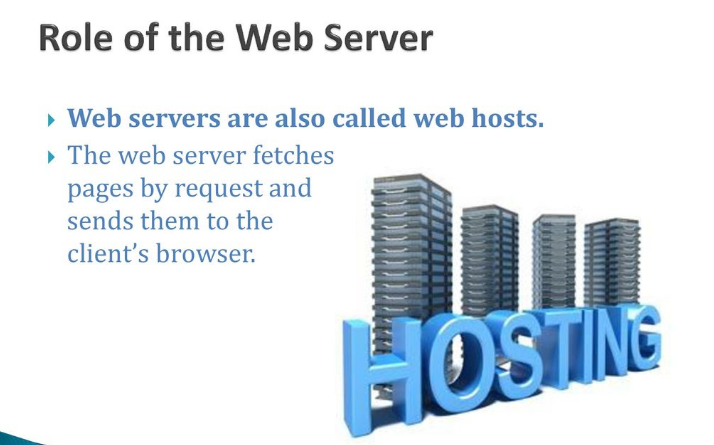 Role of the Web Server
Web servers are also called web hosts.
The web server fetches
pages by request and
sends them to the
client’s browser.
HOSTING